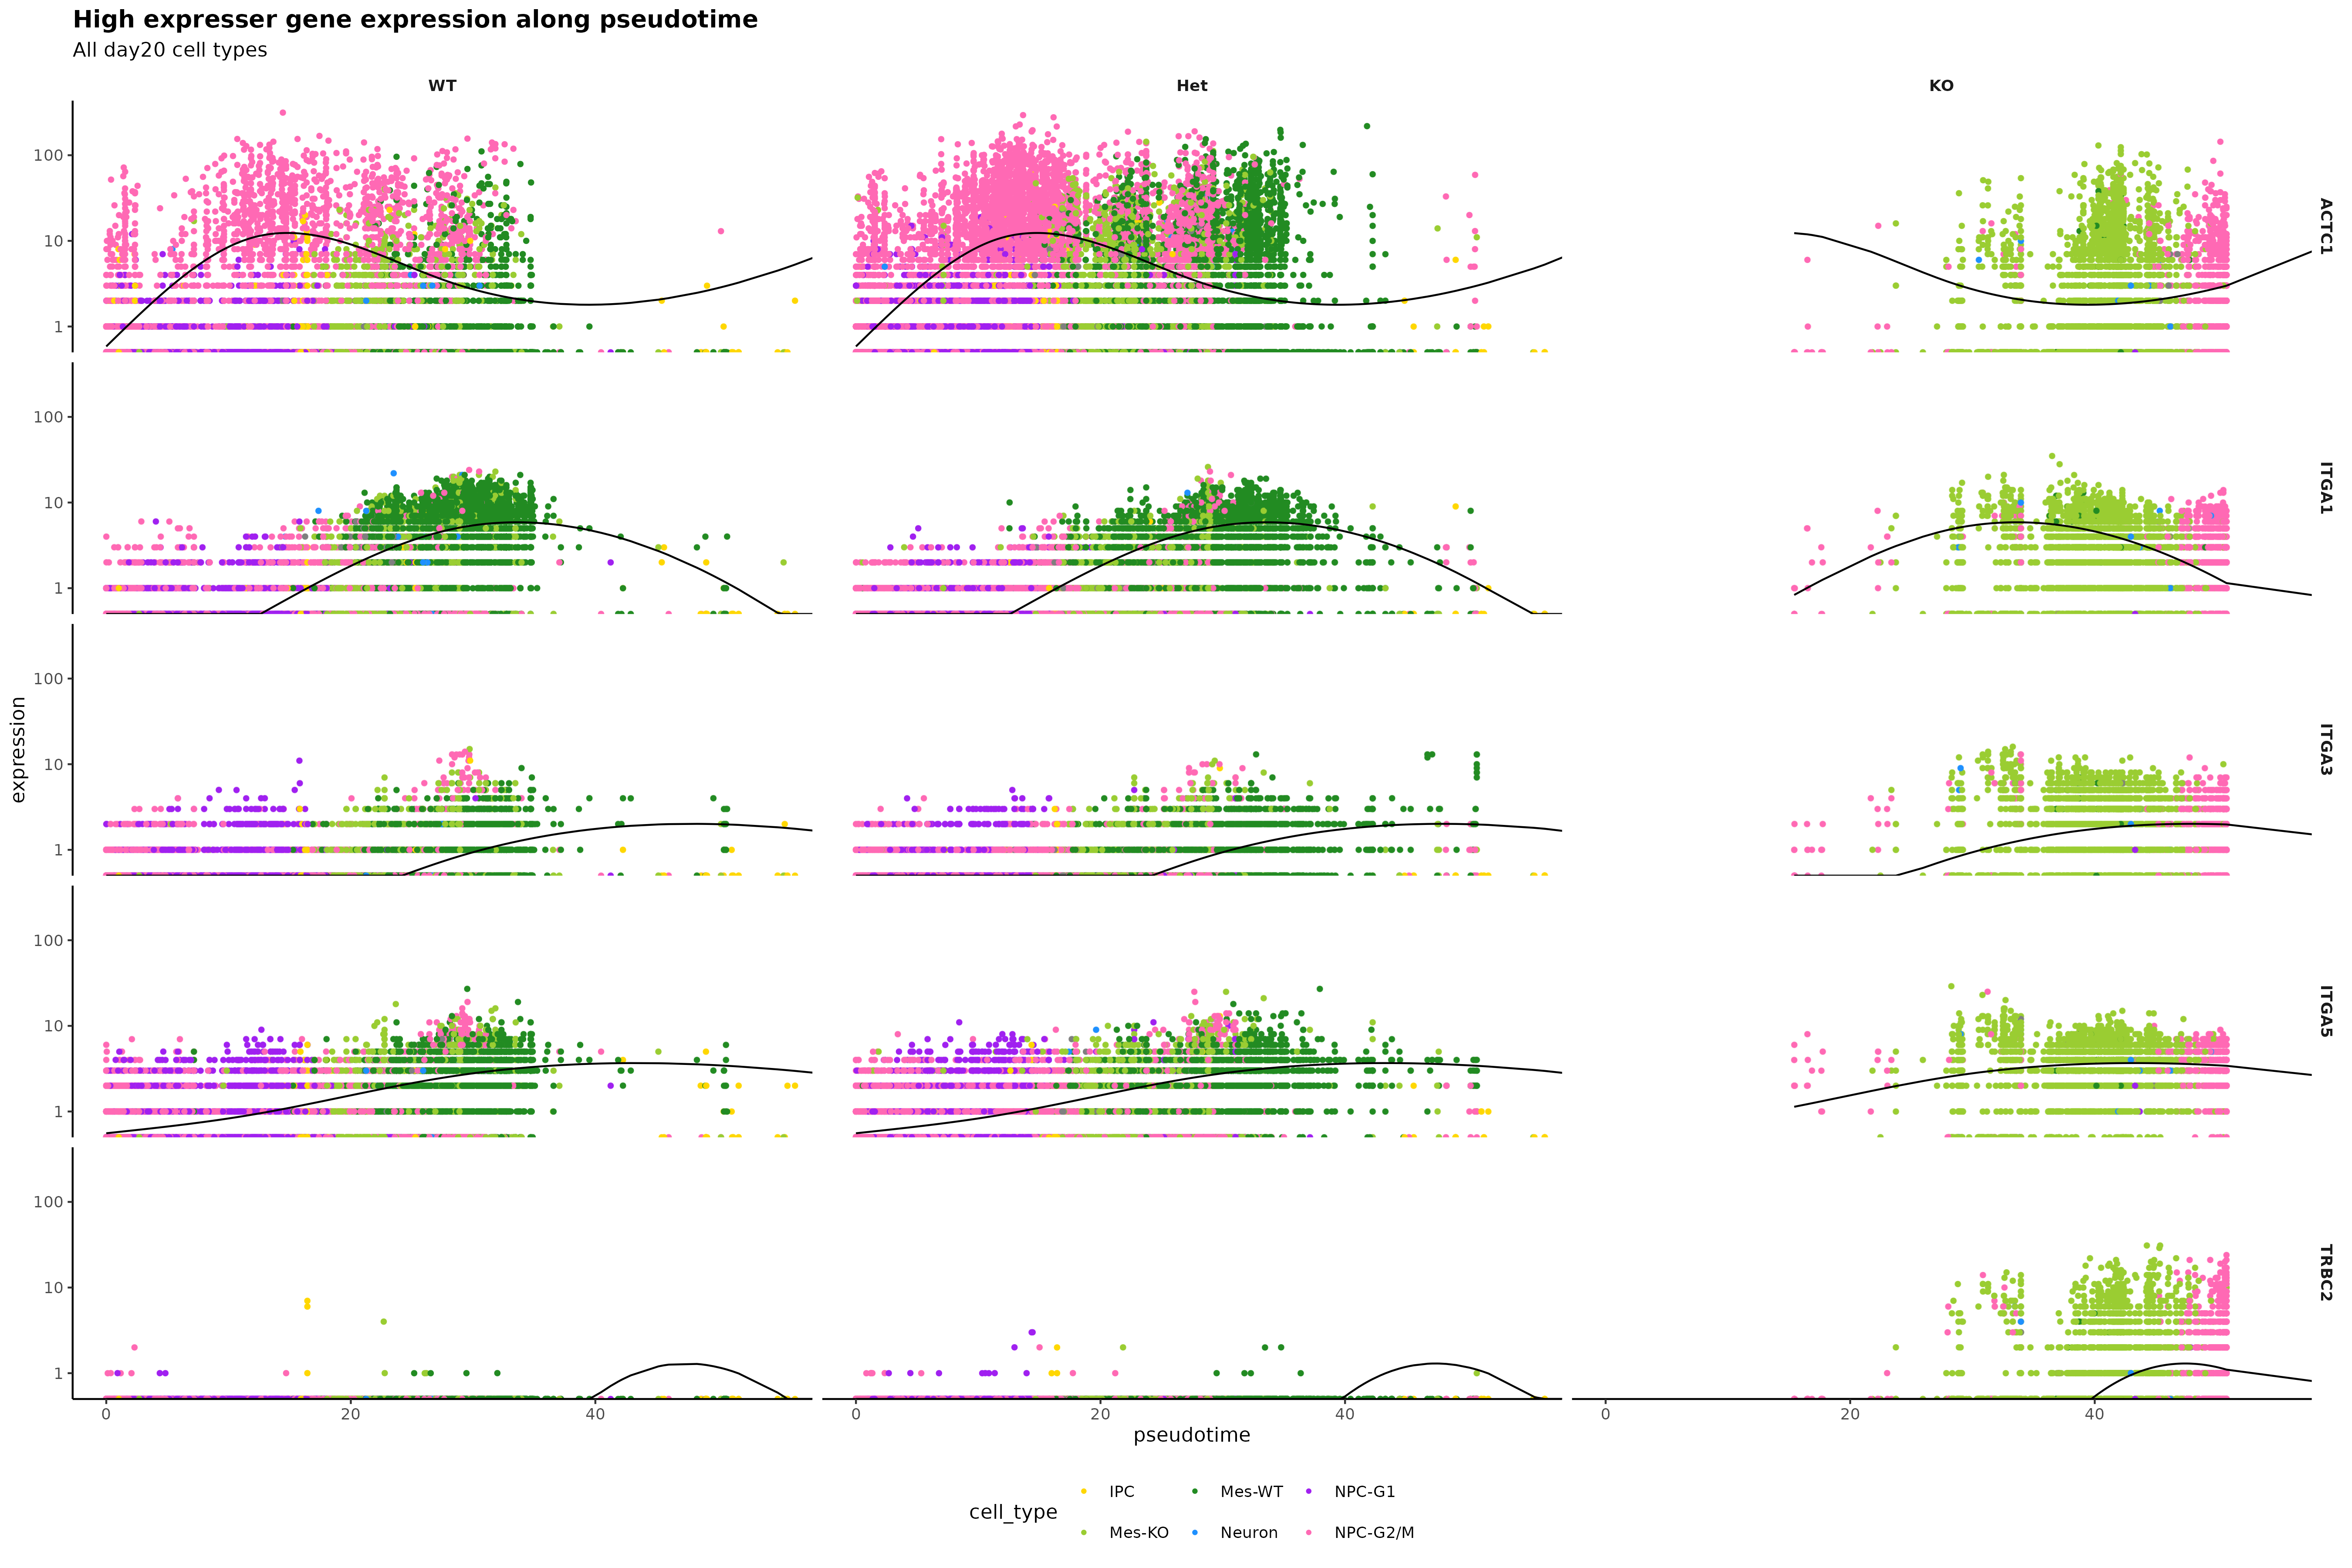 High expresser gene expression along pseudotime
All day20 cell types
WT Het KO
100
10
1
ACTC1
100
10
1
ITGA1
100
10
1
ITGA3
100
10
1
ITGA5
100
10
1
TRBC2
expression
0 20 40 0 20 40 0 20 40
pseudotime
cell_type
IPC Mes-WT NPC-G1
Mes-KO Neuron NPC-G2/M